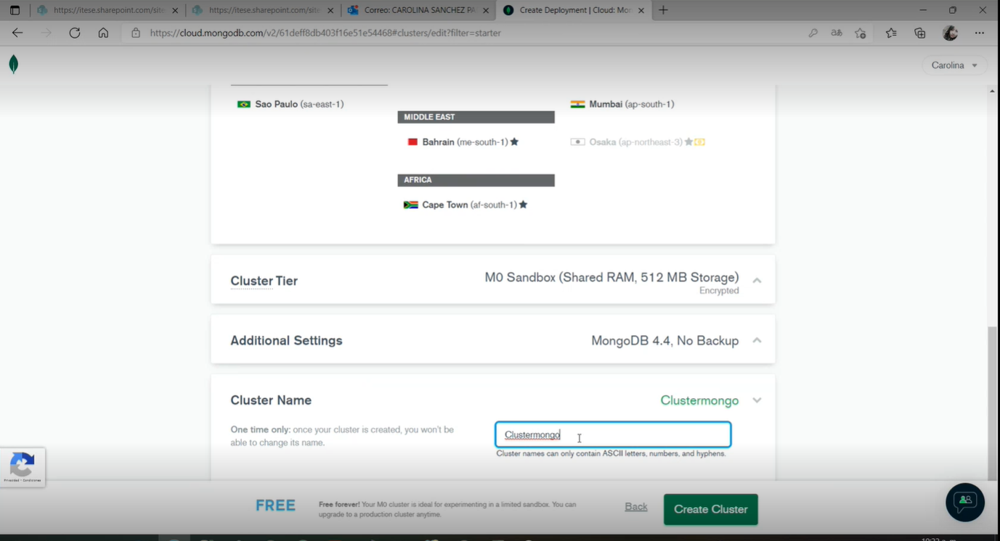 https://itese.sharepoint.com/site
https://itese.sharepoint.com/site
Correo: CAROLINA SANCHEZ PA
Create Deployment | Cloud: Mon
https://cloud.mongodb.com/v2/61deff8db403f16e51e54468#clusters/edit?filter=starter
Carolina
Sao Paulo (sa-east-1)
Mumbai (ap-south-1)
MIDDLE EAST
Bahrain (me-south-1)
Osaka (ap-northeast-3)
AFRICA
Cape Town (af-south-1)
Cluster Tier
M0 Sandbox (Shared RAM, 512 MB Storage)
Encrypted
Additional Settings
MongoDB 4.4, No Backup
Cluster Name
Clustermongo
One time only: once your cluster is created, you won't be
able to change its name.
Clustermongo
Cluster names can only contain ASCII letters, numbers, and hyphens.
Privacidad - Condiciones
FREE
Free forever! Your M0 cluster is ideal for experimenting in a limited sandbox. You can
upgrade to a production cluster anytime.
Back
Create Cluster